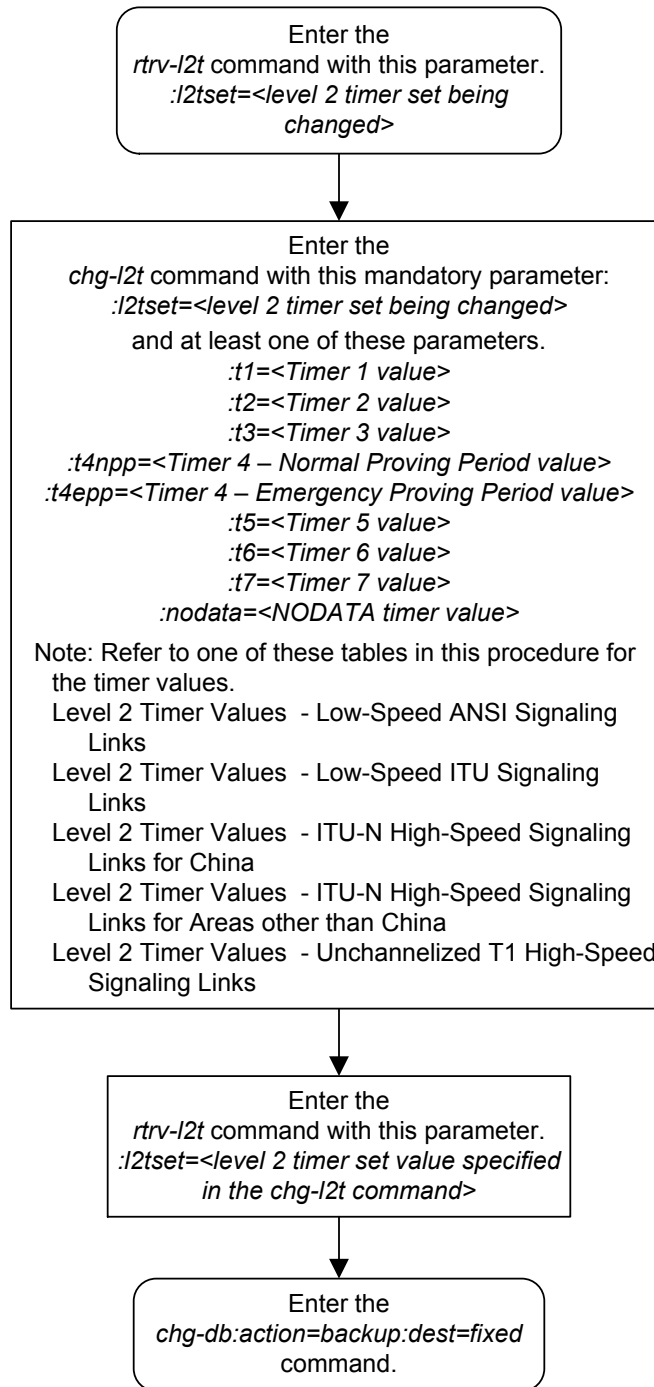 Enter the
rtrv-l2t command with this parameter.
:l2tset=<level 2 timer set being
changed>
Enter the
chg-l2t command with this mandatory parameter:
:l2tset=<level 2 timer set being changed>
and at least one of these parameters.
:t1=<Timer 1 value>
:t2=<Timer 2 value>
:t3=<Timer 3 value>
:t4npp=<Timer 4 – Normal Proving Period value>
:t4epp=<Timer 4 – Emergency Proving Period value>
:t5=<Timer 5 value>
:t6=<Timer 6 value>
:t7=<Timer 7 value>
:nodata=<NODATA timer value>
Note: Refer to one of these tables in this procedure for
the timer values.
Level 2 Timer Values - Low-Speed ANSI Signaling
Links
Level 2 Timer Values - Low-Speed ITU Signaling
Links
Level 2 Timer Values - ITU-N High-Speed Signaling
Links for China
Level 2 Timer Values - ITU-N High-Speed Signaling
Links for Areas other than China
Level 2 Timer Values - Unchannelized T1 High-Speed
Signaling Links
Enter the
rtrv-l2t command with this parameter.
:l2tset=<level 2 timer set value specified
in the chg-l2t command>
Enter the
chg-db:action=backup:dest=fixed
command.